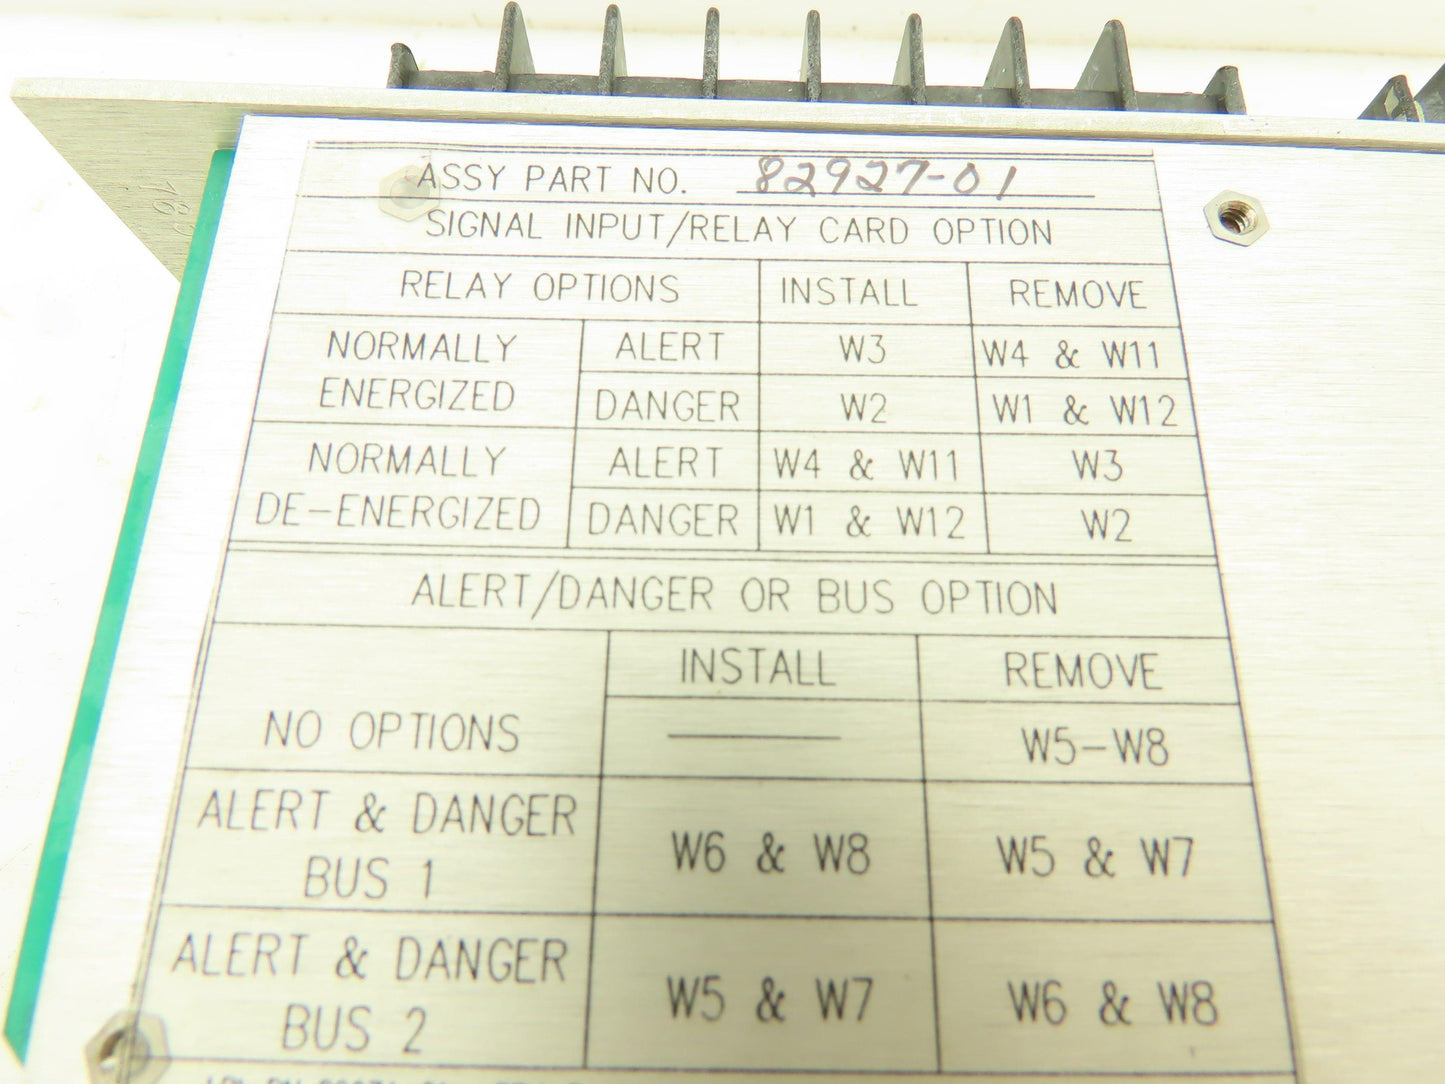 ASSY PART NO. 82927-01
SIGNAL INPUT/RELAY CARD OPTION
RELAY OPTIONS INSTALL REMOVE
NORMALLY ENERGIZED ALERT W3 W4 & W11
DANGER W2 W1 & W12
NORMALLY DE-ENERGIZED ALERT W4 & W11 W3
DANGER W1 & W12 W2
ALERT/DANGER OR BUS OPTION
INSTALL REMOVE
NO OPTIONS — W5-W8
ALERT & DANGER BUS 1 W6 & W8 W5 & W7
ALERT & DANGER BUS 2 W5 & W7 W6 & W8